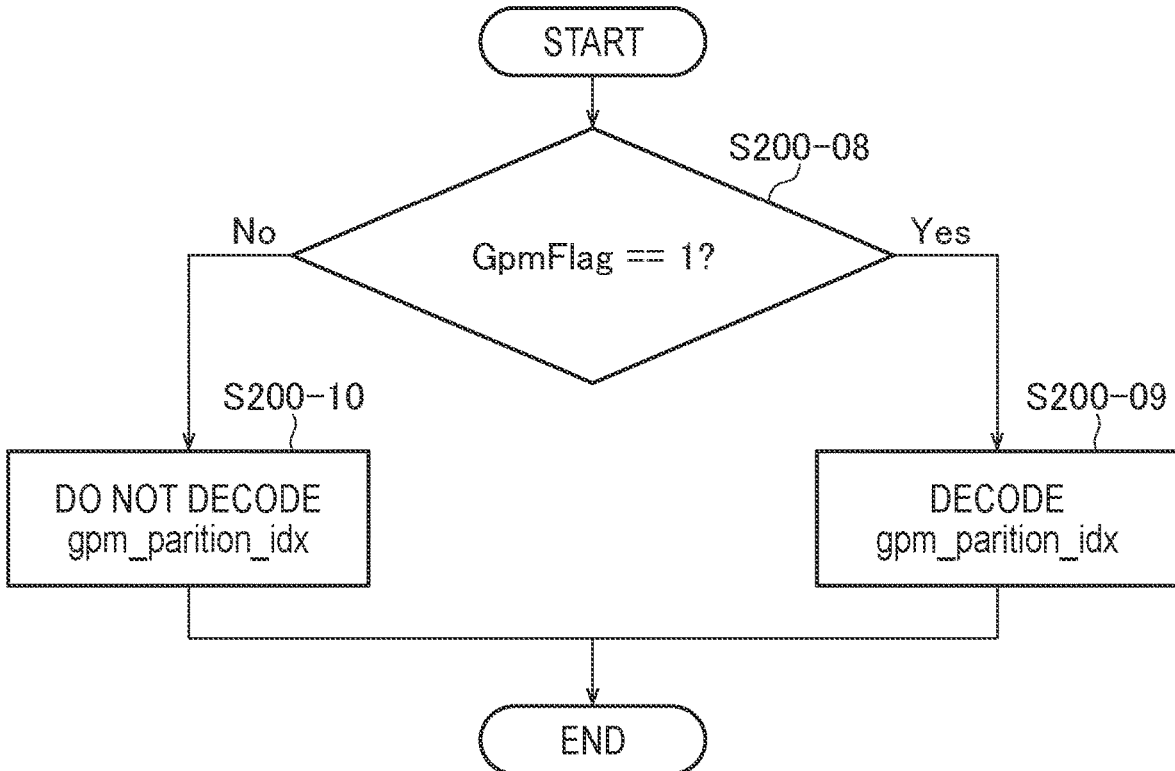 START
S200-08
GpmFlag == 1?
No
Yes
S200-10
S200-09
DO NOT DECODE
gpm_parition_idx
DECODE
gpm_parition_idx
END